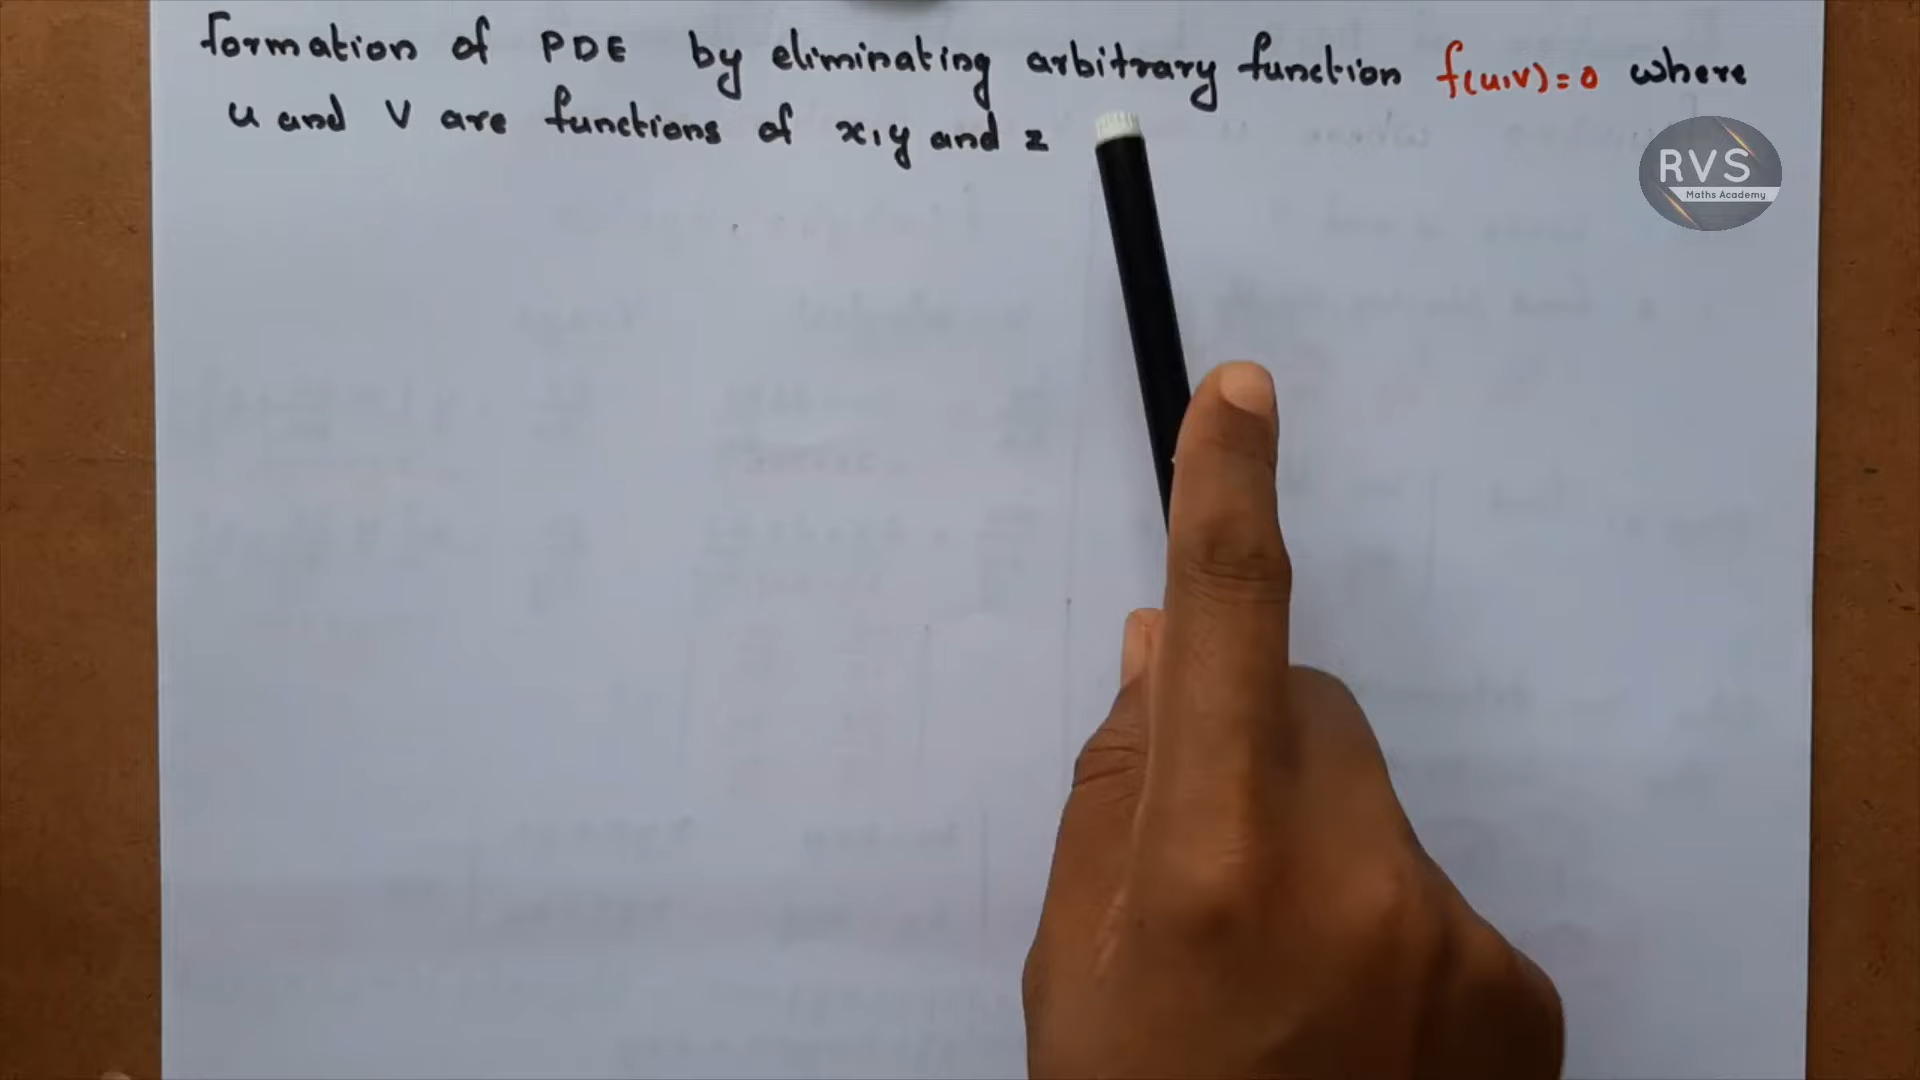 formation of PDE by eliminating arbitrary function f(u,v)=0 where
u and v are functions of x,y and z
RVS
Maths Academy